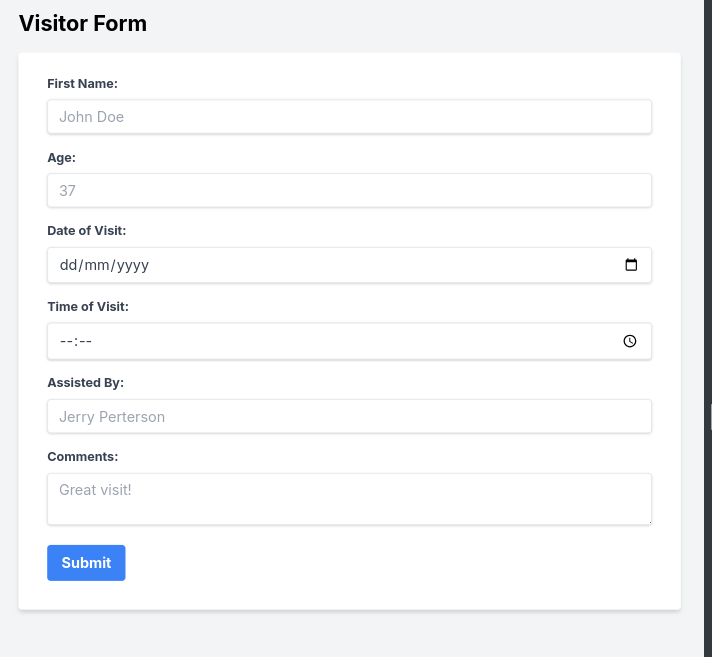 Visitor Form
First Name:
John Doe
Age:
37
Date of Visit:
dd/mm/yyyy
Time of Visit:
--:--
Assisted By:
Jerry Perterson
Comments:
Great visit!
Submit